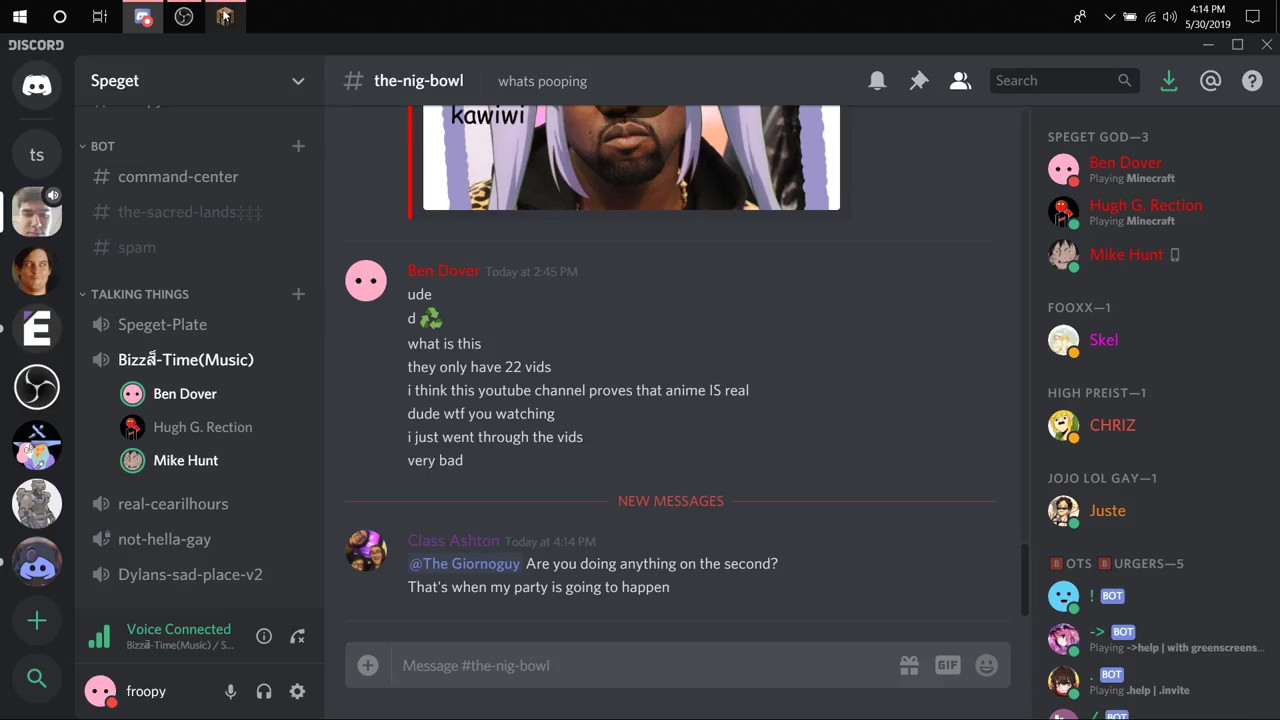 4:14 PM
5/30/2019
DISCORD
Speget
# the-nig-bowl
whats pooping
Search
ts
BOT
# command-center
# the-sacred-lands
# spam
TALKING THINGS
Speget-Plate
-Time(Music)
Ben Dover
Hugh G. Rection
Mike Hunt
real-cearilhours
not-hella-gay
Dylans-sad-place-v2
Voice Connected
-Time(Music) / S...
froopy
kawiwi
Ben Dover Today at 2:45 PM
ude
d ♻
what is this
they only have 22 vids
i think this youtube channel proves that anime IS real
dude wtf you watching
i just went through the vids
very bad
NEW MESSAGES
Class Ashton Today at 4:14 PM
@The Giornoguy Are you doing anything on the second?
That's when my party is going to happen
Message #the-nig-bowl
GIF
SPEGET GOD—3
Ben Dover
Playing Minecraft
Hugh G. Rection
Playing Minecraft
Mike Hunt
FOOXX—1
Skel
HIGH PREIST—1
CHRIZ
JOJO LOL GAY—1
Juste
🅱OTS 🅱URGERS—5
! BOT
-> BOT
Playing ->help | with greenscreens...
. BOT
Playing .help | .invite
/ BOT